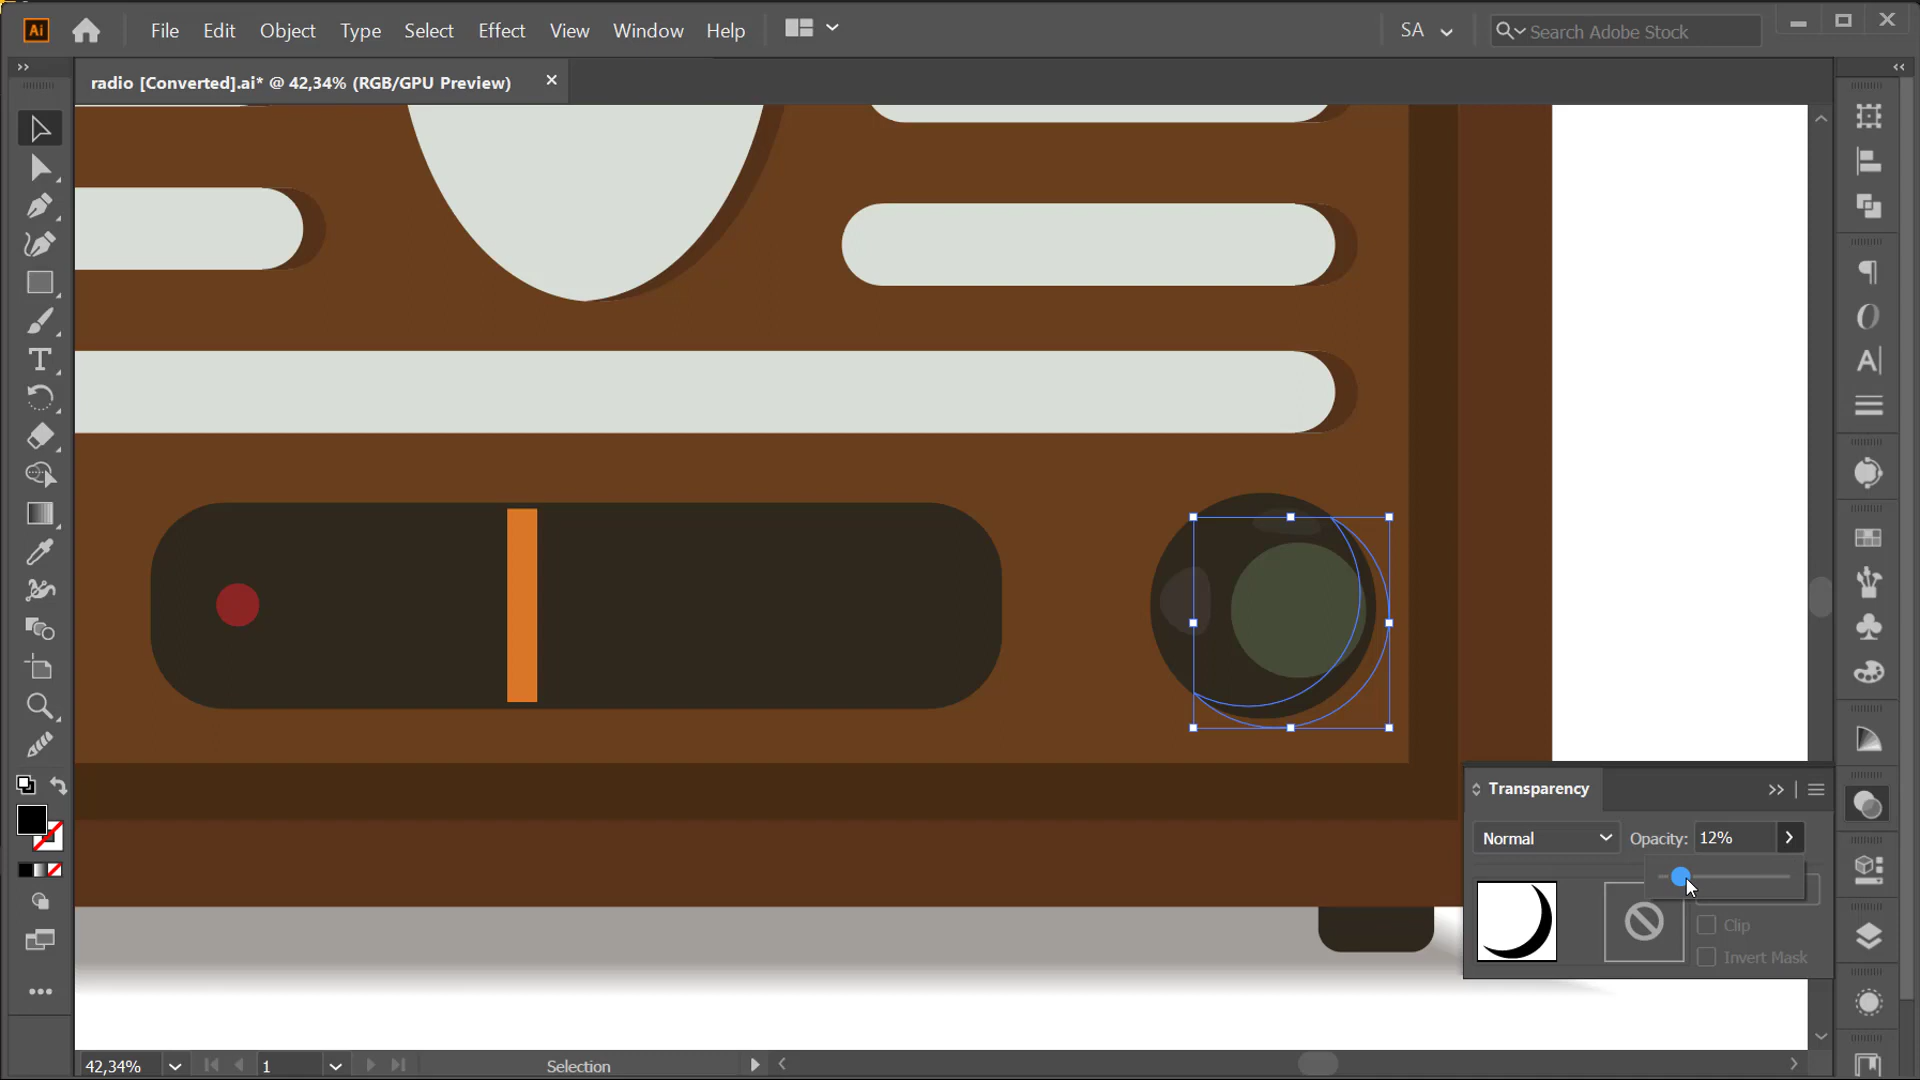 Ai File Edit Object Type Select Effect View Window Help SA Search Adobe Stock
radio [Converted].ai* @ 42,34% (RGB/GPU Preview)
Transparency
Normal Opacity: 12%
Clip
Invert Mask
42,34% 1 Selection